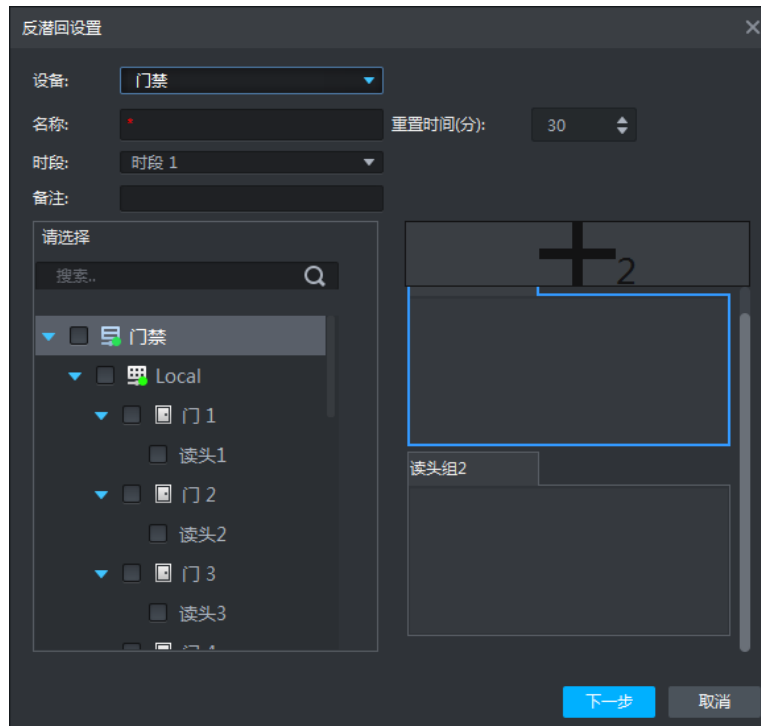 反潜回设置
设备: 门禁
名称: * 重置时间(分): 30
时段: 时段 1
备注:
请选择
搜索..
2
门禁
Local
门 1
读头1
读头组2
门 2
读头2
门 3
读头3
下一步 取消